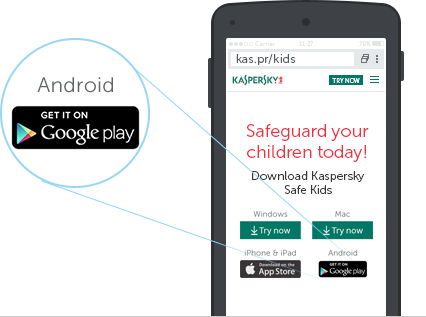 Android
GET IT ON
Google play
Carrier 11:27 78%
kas.pr/kids
KASPERSKY TRY NOW
Safeguard your
children today!
Download Kaspersky
Safe Kids
Windows Mac
Try now Try now
iPhone & iPad Android
Download on the GET IT ON
App Store Google play